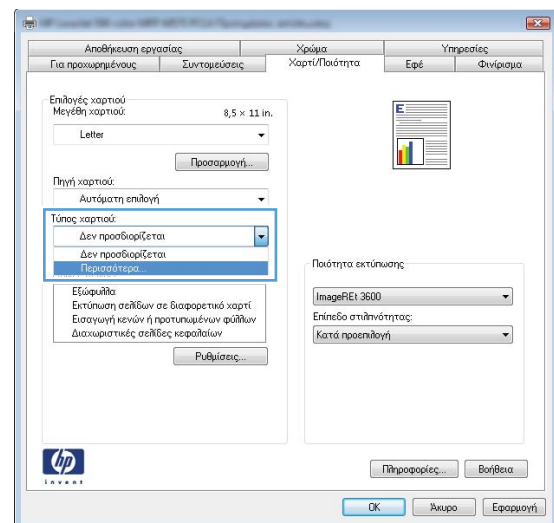 Αποθήκευση εργασίας Χρώμα Υπηρεσίες
Για προχωρημένους Συντομεύσεις Χαρτί/Ποιότητα Εφέ Φινίρισμα
Επιλογές χαρτιού
Μεγέθη χαρτιού: 8,5 × 11 in.
Letter
Προσαρμογή...
Πηγή χαρτιού:
Αυτόματη επιλογή
Τύπος χαρτιού:
Δεν προσδιορίζεται
Δεν προσδιορίζεται
Περισσότερα...
Εξώφυλλα
Εκτύπωση σελίδων σε διαφορετικό χαρτί
Εισαγωγή κενών ή προτυπωμένων φύλλων
Διαχωριστικές σελίδες κεφαλαίων
Ρυθμίσεις...
E
Ποιότητα εκτύπωσης
ImageREt 3600
Επίπεδο στιλπνότητας:
Κατά προεπιλογή
hp
invent
Πληροφορίες... Βοήθεια
OK Άκυρο Εφαρμογή